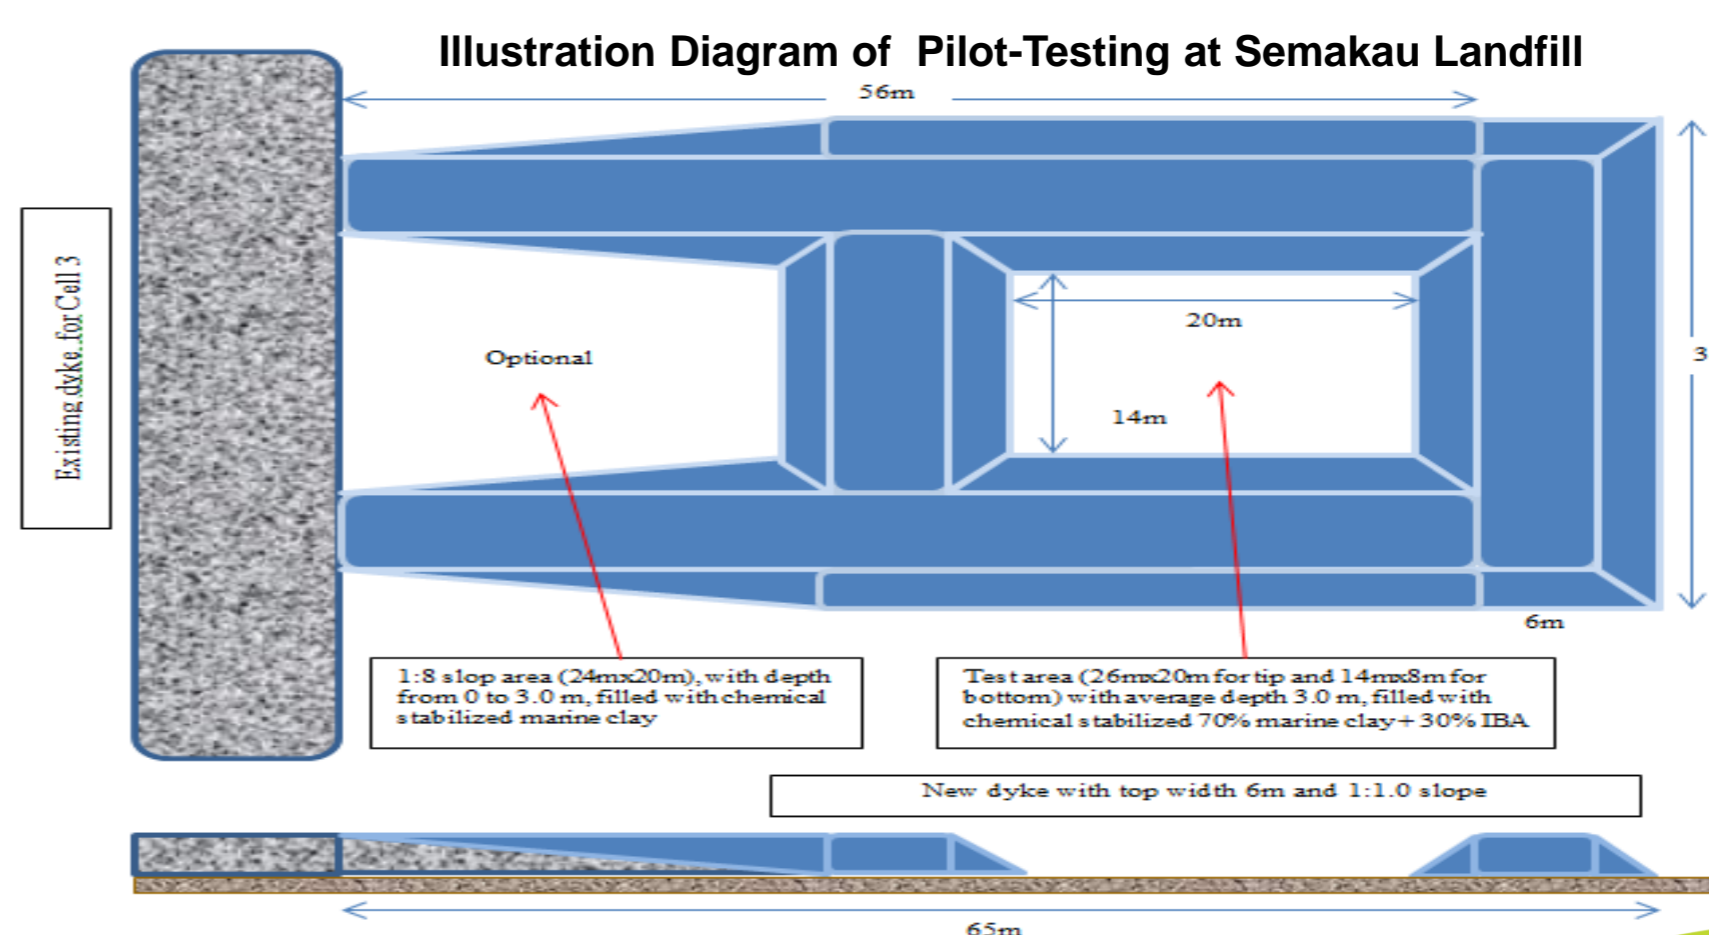 Illustration Diagram of Pilot-Testing at Semakau Landfill
56m
Existing dyke for Cell 3
20m
3
Optional
14m
6m
1:8 slop area (24mx20m), with depth
from 0 to 3.0 m, filled with chemical
stabilized marine clay
Test area (26mx20m for tip and 14mx8m for
bottom) with average depth 3.0 m, filled with
chemical stabilized 70% marine clay + 30% IBA
New dyke with top width 6m and 1:1.0 slope
65m